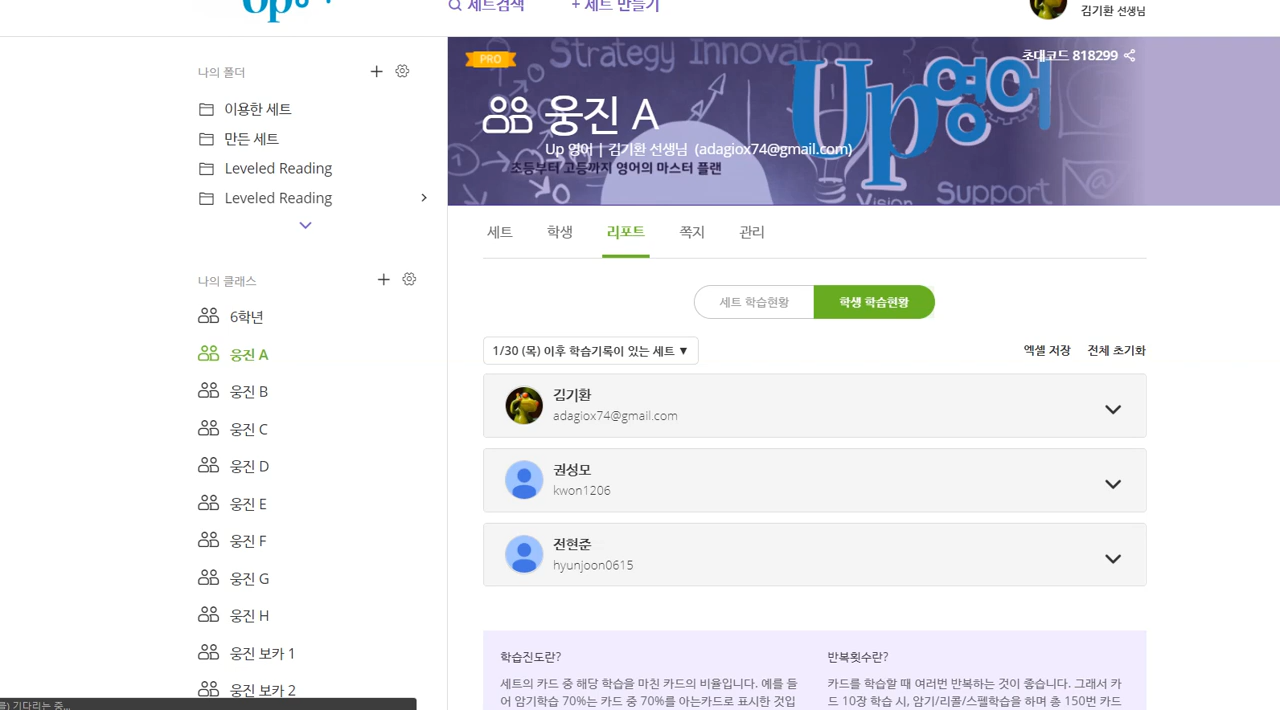 Up영어
세트검색
+ 세트 만들기
김기환 선생님
나의 폴더
이용한 세트
만든 세트
Leveled Reading
Leveled Reading
나의 클래스
6학년
웅진 A
웅진 B
웅진 C
웅진 D
웅진 E
웅진 F
웅진 G
웅진 H
웅진 보카 1
웅진 보카 2
기다리는 중...
PRO
Strategy Innovation
초대코드 818299
Up영어
웅진 A
Up 영어 | 김기환 선생님 (adagiox74@gmail.com)
초등부터 고등까지 영어의 마스터 플랜
Vision
Support
세트
학생
리포트
쪽지
관리
세트 학습현황
학생 학습현황
1/30 (목) 이후 학습기록이 있는 세트 ▼
엑셀 저장
전체 초기화
김기환
adagiox74@gmail.com
권성모
kwon1206
전현준
hyunjoon0615
학습진도란?
세트의 카드 중 해당 학습을 마친 카드의 비율입니다. 예를 들
어 암기학습 70%는 카드 중 70%를 아는카드로 표시한 것입
반복횟수란?
카드를 학습할 때 여러번 반복하는 것이 좋습니다. 그래서 카
드 10장 학습 시, 암기/리콜/스펠학습을 하며 총 150번 카드